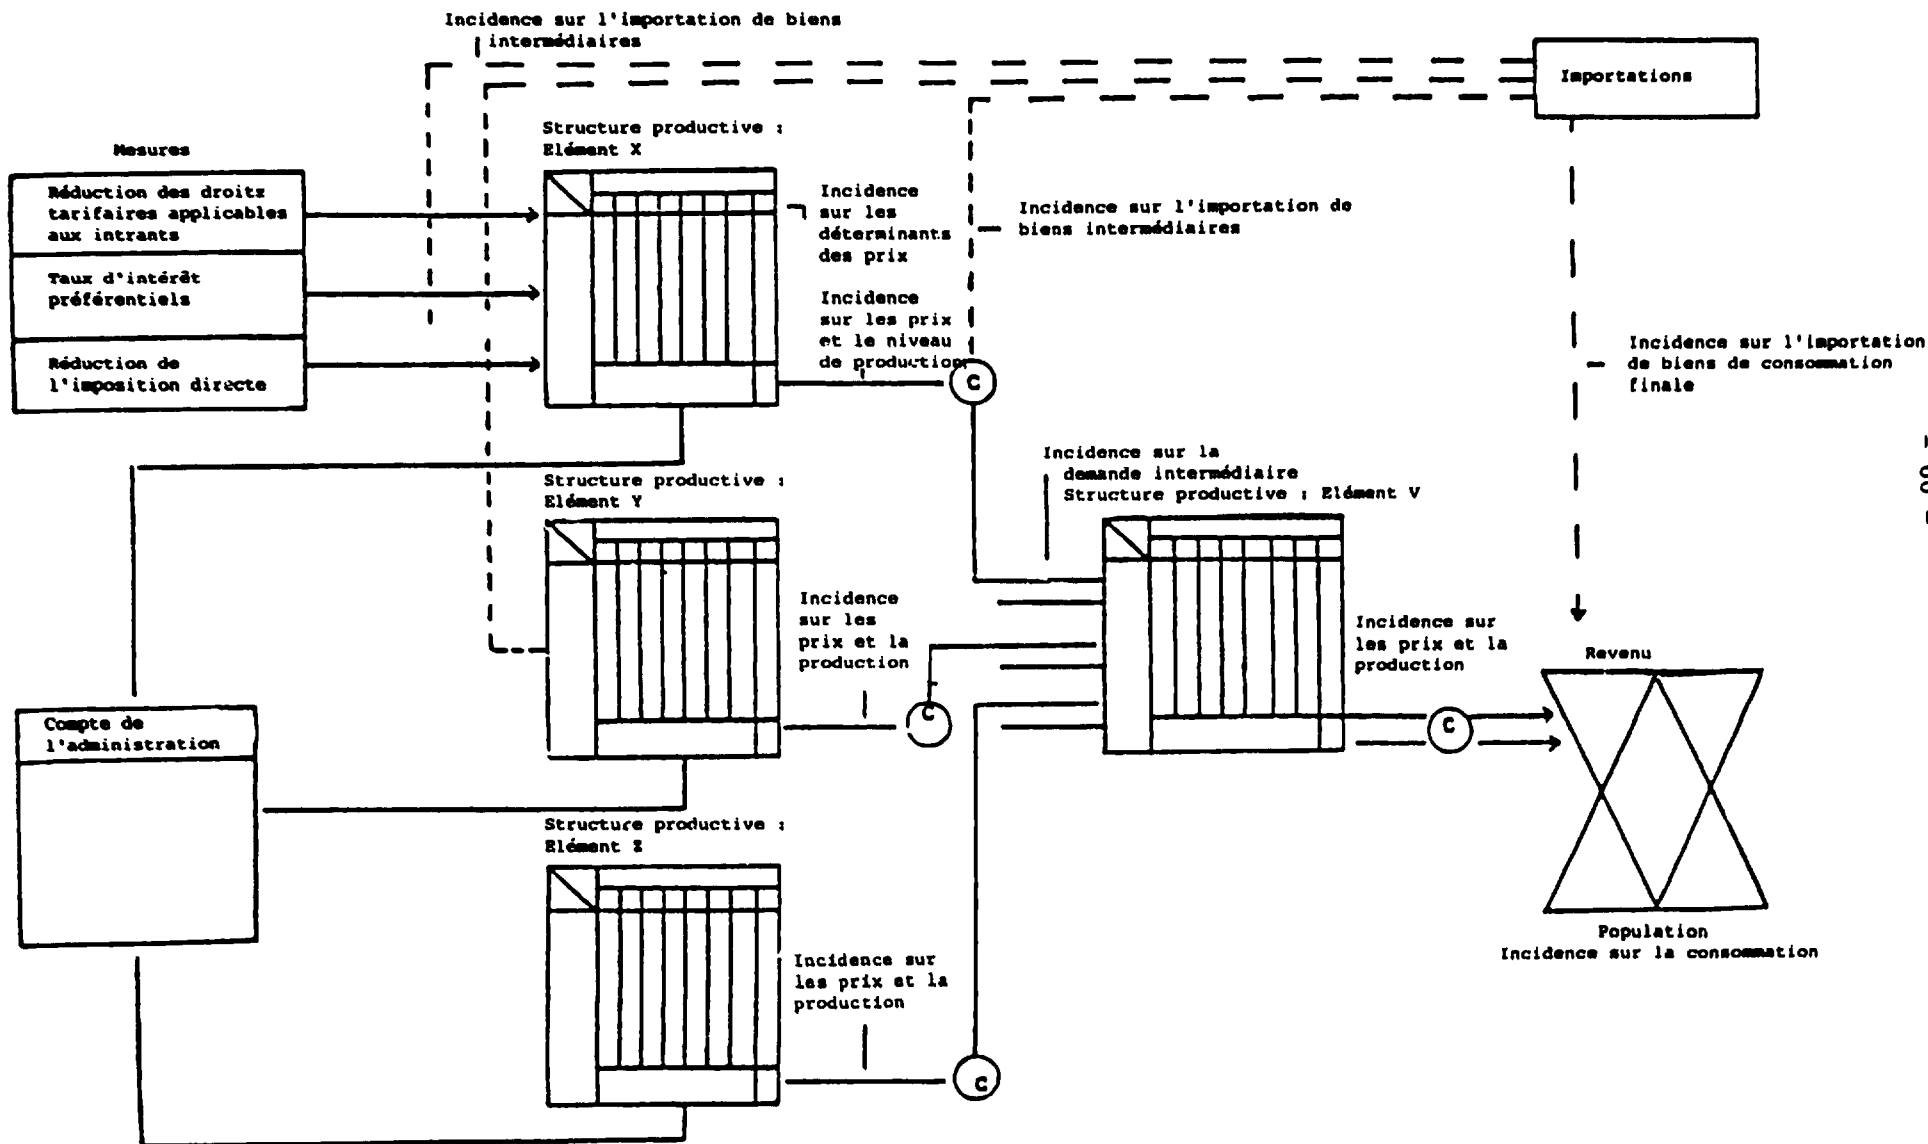 Incidence sur l'importation de biens
intermédiaires
Importations
Mesures
Réduction des droits
tarifaires applicables
aux intrants
Taux d'intérêt
préférentiels
Réduction de
l'imposition directe
Structure productive :
Elément X
Incidence
sur les
déterminants
des prix
Incidence
sur les prix
et le niveau
de production
C
Incidence sur l'importation de
biens intermédiaires
Incidence sur l'importation
de biens de consommation
finale
Structure productive :
Elément Y
Incidence
sur les
prix et la
production
C
Incidence sur la
demande intermédiaire
Structure productive : Elément V
Incidence sur
les prix et la
production
C
Revenu
Population
Incidence sur la consommation
Compte de
l'administration
Structure productive :
Elément Z
Incidence sur
les prix et la
production
C